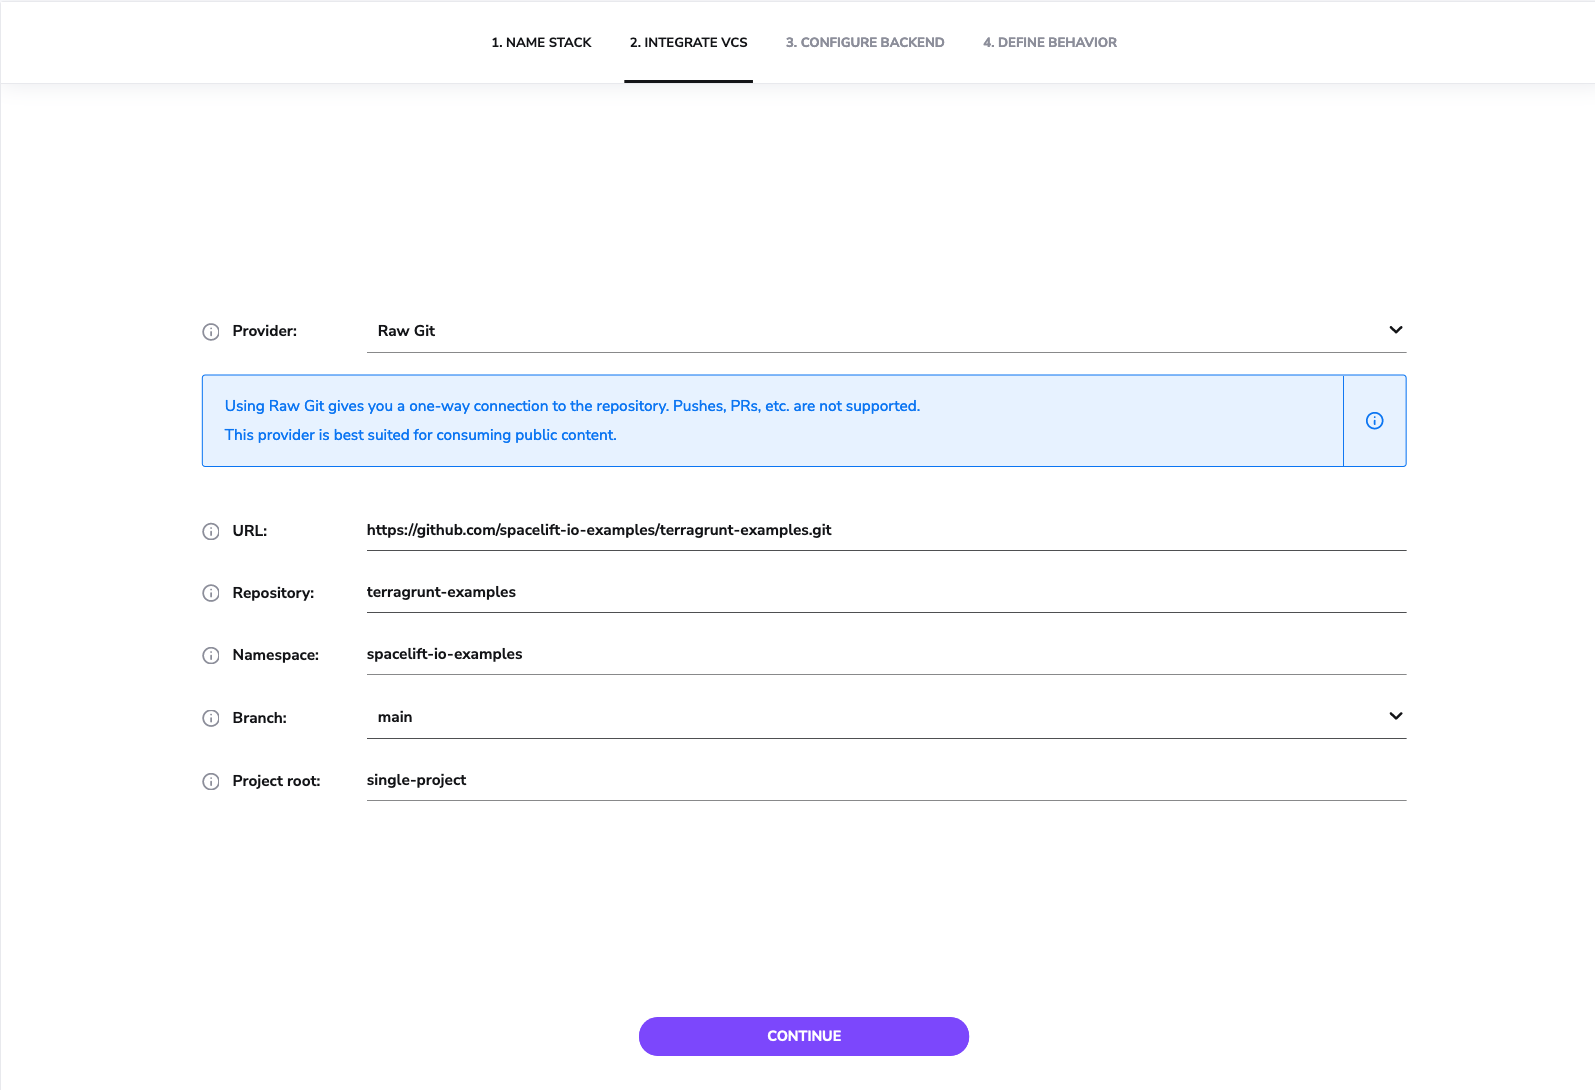 1. NAME STACK 2. INTEGRATE VCS 3. CONFIGURE BACKEND 4. DEFINE BEHAVIOR
Provider: Raw Git
Using Raw Git gives you a one-way connection to the repository. Pushes, PRs, etc. are not supported.
This provider is best suited for consuming public content.
URL: https://github.com/spacelift-io-examples/terragrunt-examples.git
Repository: terragrunt-examples
Namespace: spacelift-io-examples
Branch: main
Project root: single-project
CONTINUE